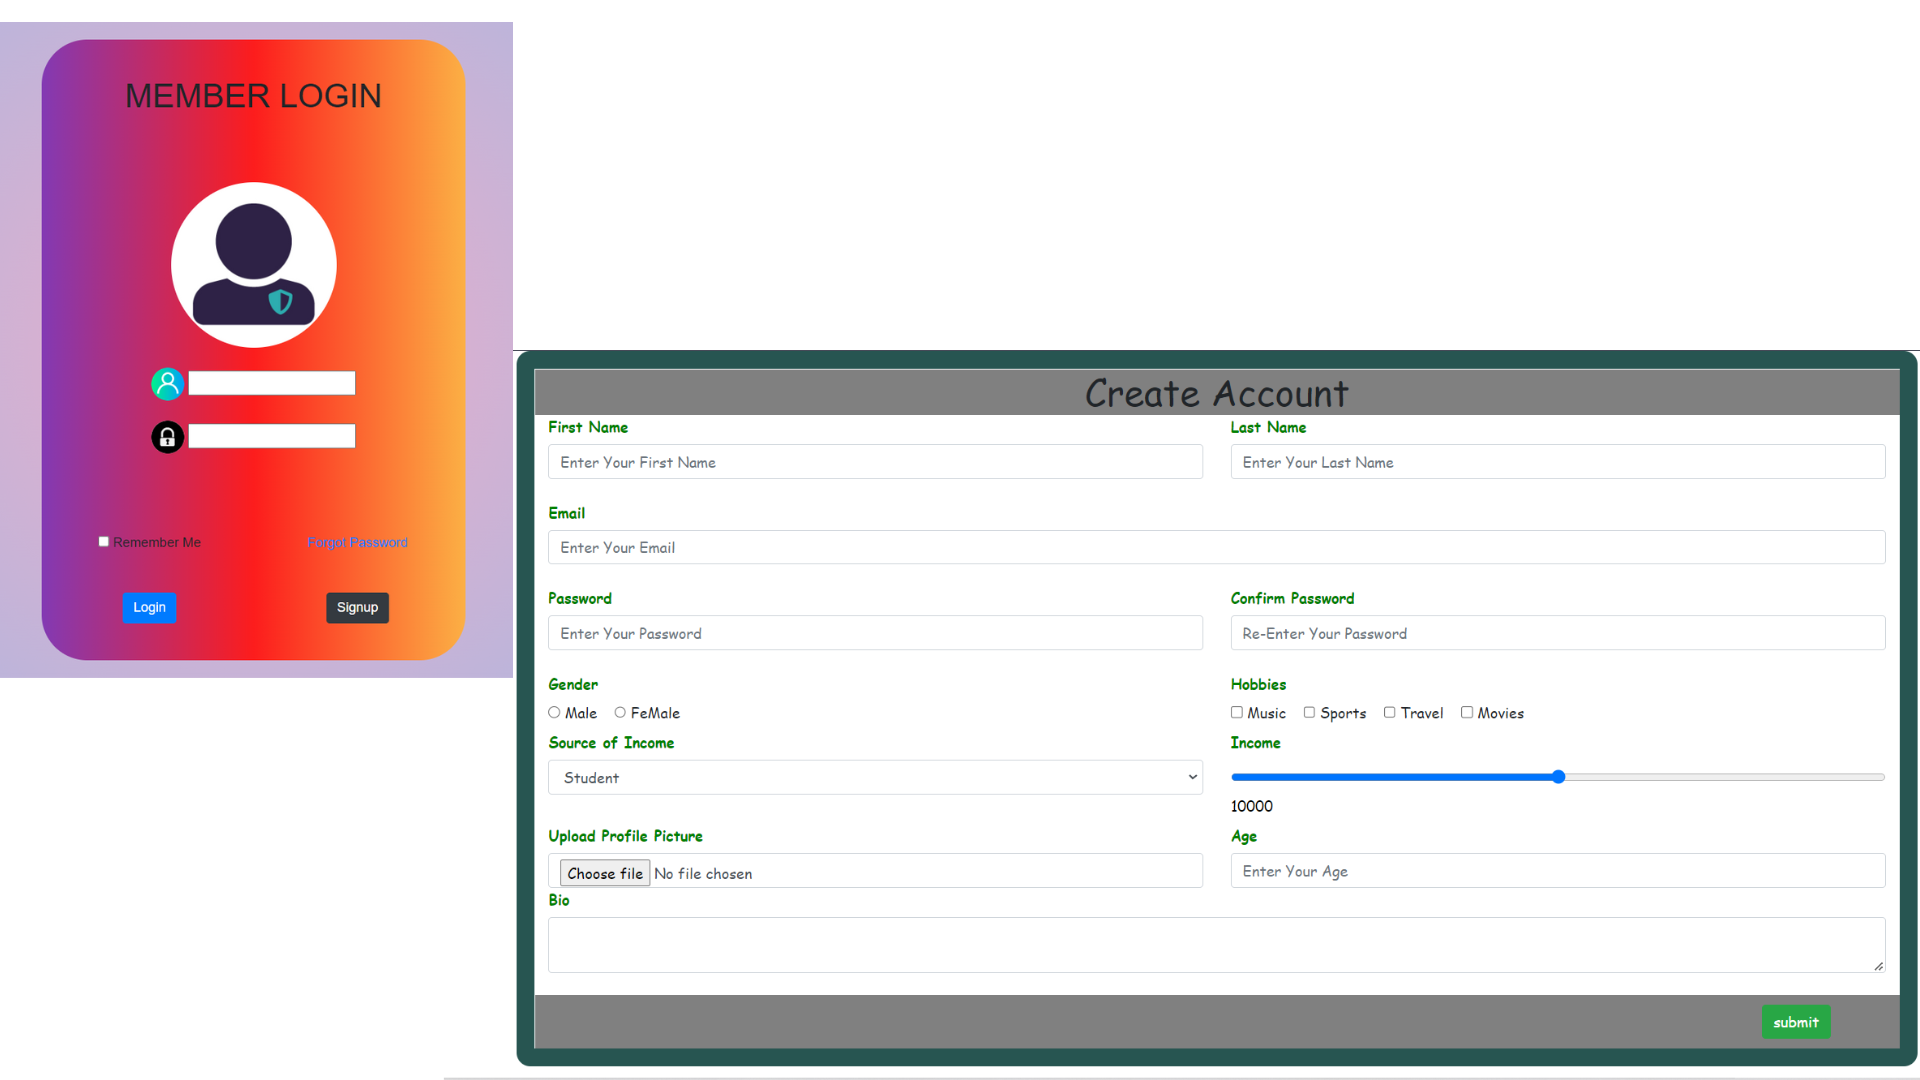 MEMBER LOGIN
Remember Me
Forgot Password
Login
Signup
Create Account
First Name
Last Name
Enter Your First Name
Enter Your Last Name
Email
Enter Your Email
Password
Confirm Password
Enter Your Password
Re-Enter Your Password
Gender
Hobbies
Male
FeMale
Music
Sports
Travel
Movies
Source of Income
Income
Student
10000
Upload Profile Picture
Age
Choose file No file chosen
Enter Your Age
Bio
submit